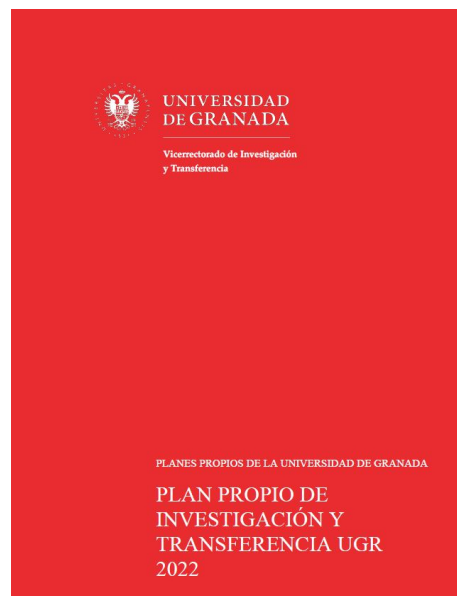 UNIVERSIDAD
DE GRANADA
Vicerrectorado de Investigación
y Transferencia
PLANES PROPIOS DE LA UNIVERSIDAD DE GRANADA
PLAN PROPIO DE
INVESTIGACIÓN Y
TRANSFERENCIA UGR
2022